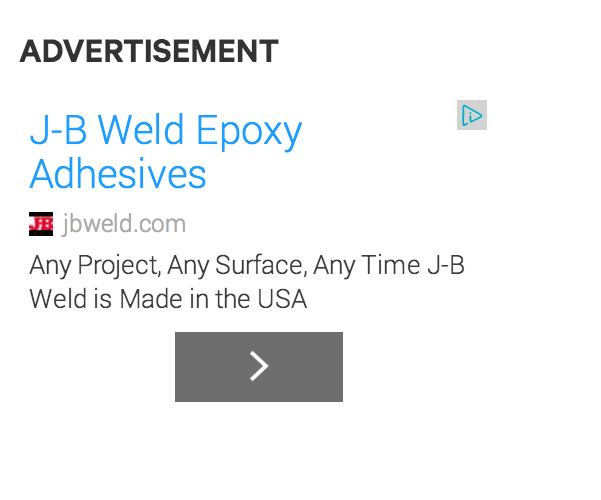 ADVERTISEMENT
J-B Weld Epoxy
Adhesives
J-B jbweld.com
Any Project, Any Surface, Any Time J-B
Weld is Made in the USA